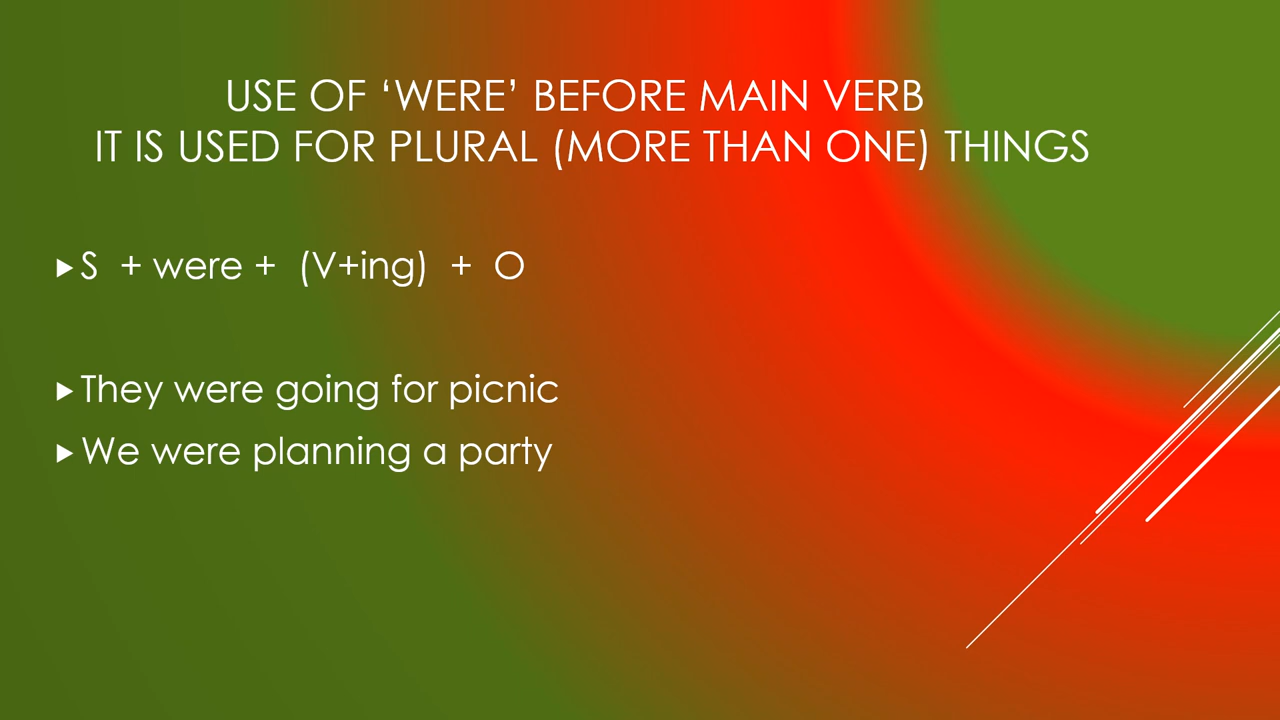 USE OF ‘WERE’ BEFORE MAIN VERB
IT IS USED FOR PLURAL (MORE THAN ONE) THINGS
S + were + (V+ing) + O
They were going for picnic
We were planning a party